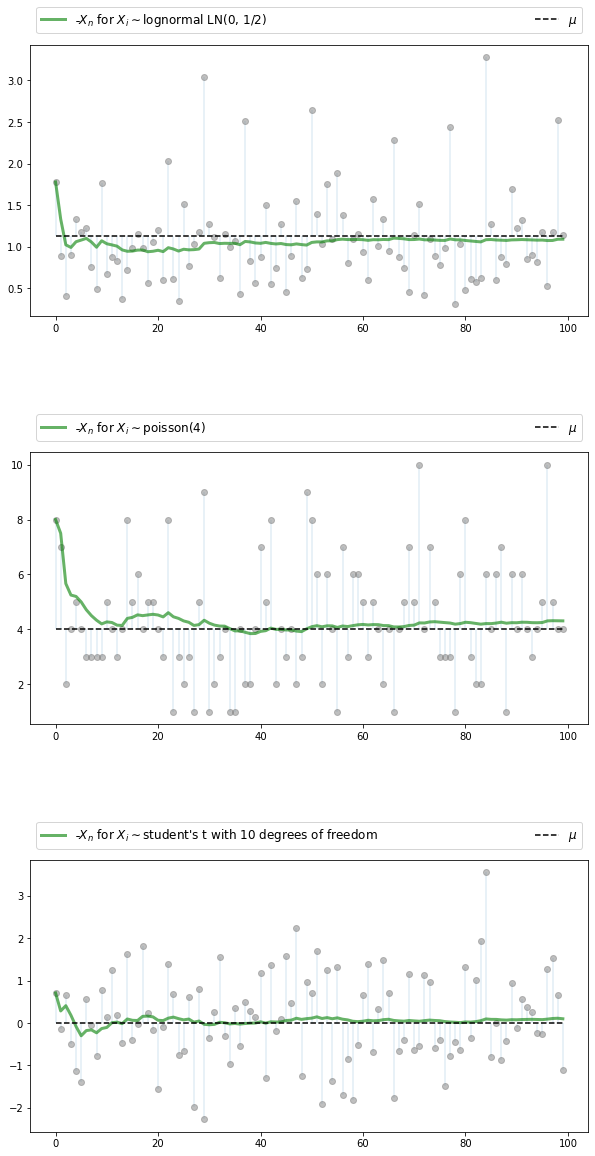 -Xₙ for Xᵢ ∼ lognormal LN(0, 1/2) μ
3.0
2.5
2.0
1.5
1.0
0.5
0 20 40 60 80 100
-Xₙ for Xᵢ ∼ poisson(4) μ
10
8
6
4
2
0 20 40 60 80 100
-Xₙ for Xᵢ ∼ student's t with 10 degrees of freedom μ
3
2
1
0
−1
−2
0 20 40 60 80 100